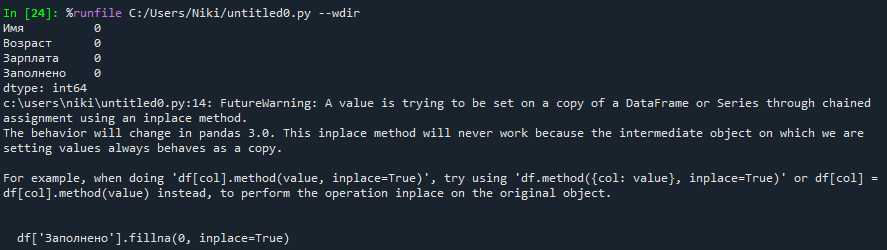 In [24]: %runfile C:/Users/Niki/untitled0.py --wdir
Имя 0
Возраст 0
Зарплата 0
Заполнено 0
dtype: int64
c:\users\niki\untitled0.py:14: FutureWarning: A value is trying to be set on a copy of a DataFrame or Series through chained
assignment using an inplace method.
The behavior will change in pandas 3.0. This inplace method will never work because the intermediate object on which we are
setting values always behaves as a copy.
For example, when doing 'df[col].method(value, inplace=True)', try using 'df.method({col: value}, inplace=True)' or df[col] =
df[col].method(value) instead, to perform the operation inplace on the original object.
df['Заполнено'].fillna(0, inplace=True)